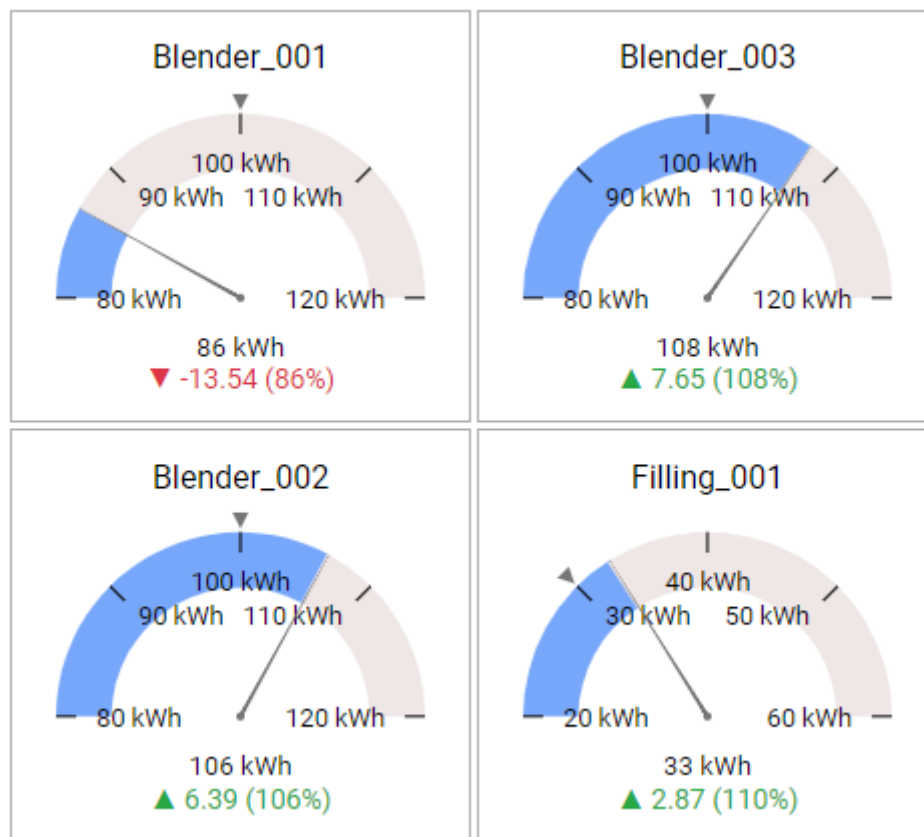 Blender_001
100 kWh
90 kWh 110 kWh
80 kWh 120 kWh
86 kWh
▼ -13.54 (86%)
Blender_003
100 kWh
90 kWh 110 kWh
80 kWh 120 kWh
108 kWh
▲ 7.65 (108%)
Blender_002
100 kWh
90 kWh 110 kWh
80 kWh 120 kWh
106 kWh
▲ 6.39 (106%)
Filling_001
40 kWh
30 kWh 50 kWh
20 kWh 60 kWh
33 kWh
▲ 2.87 (110%)